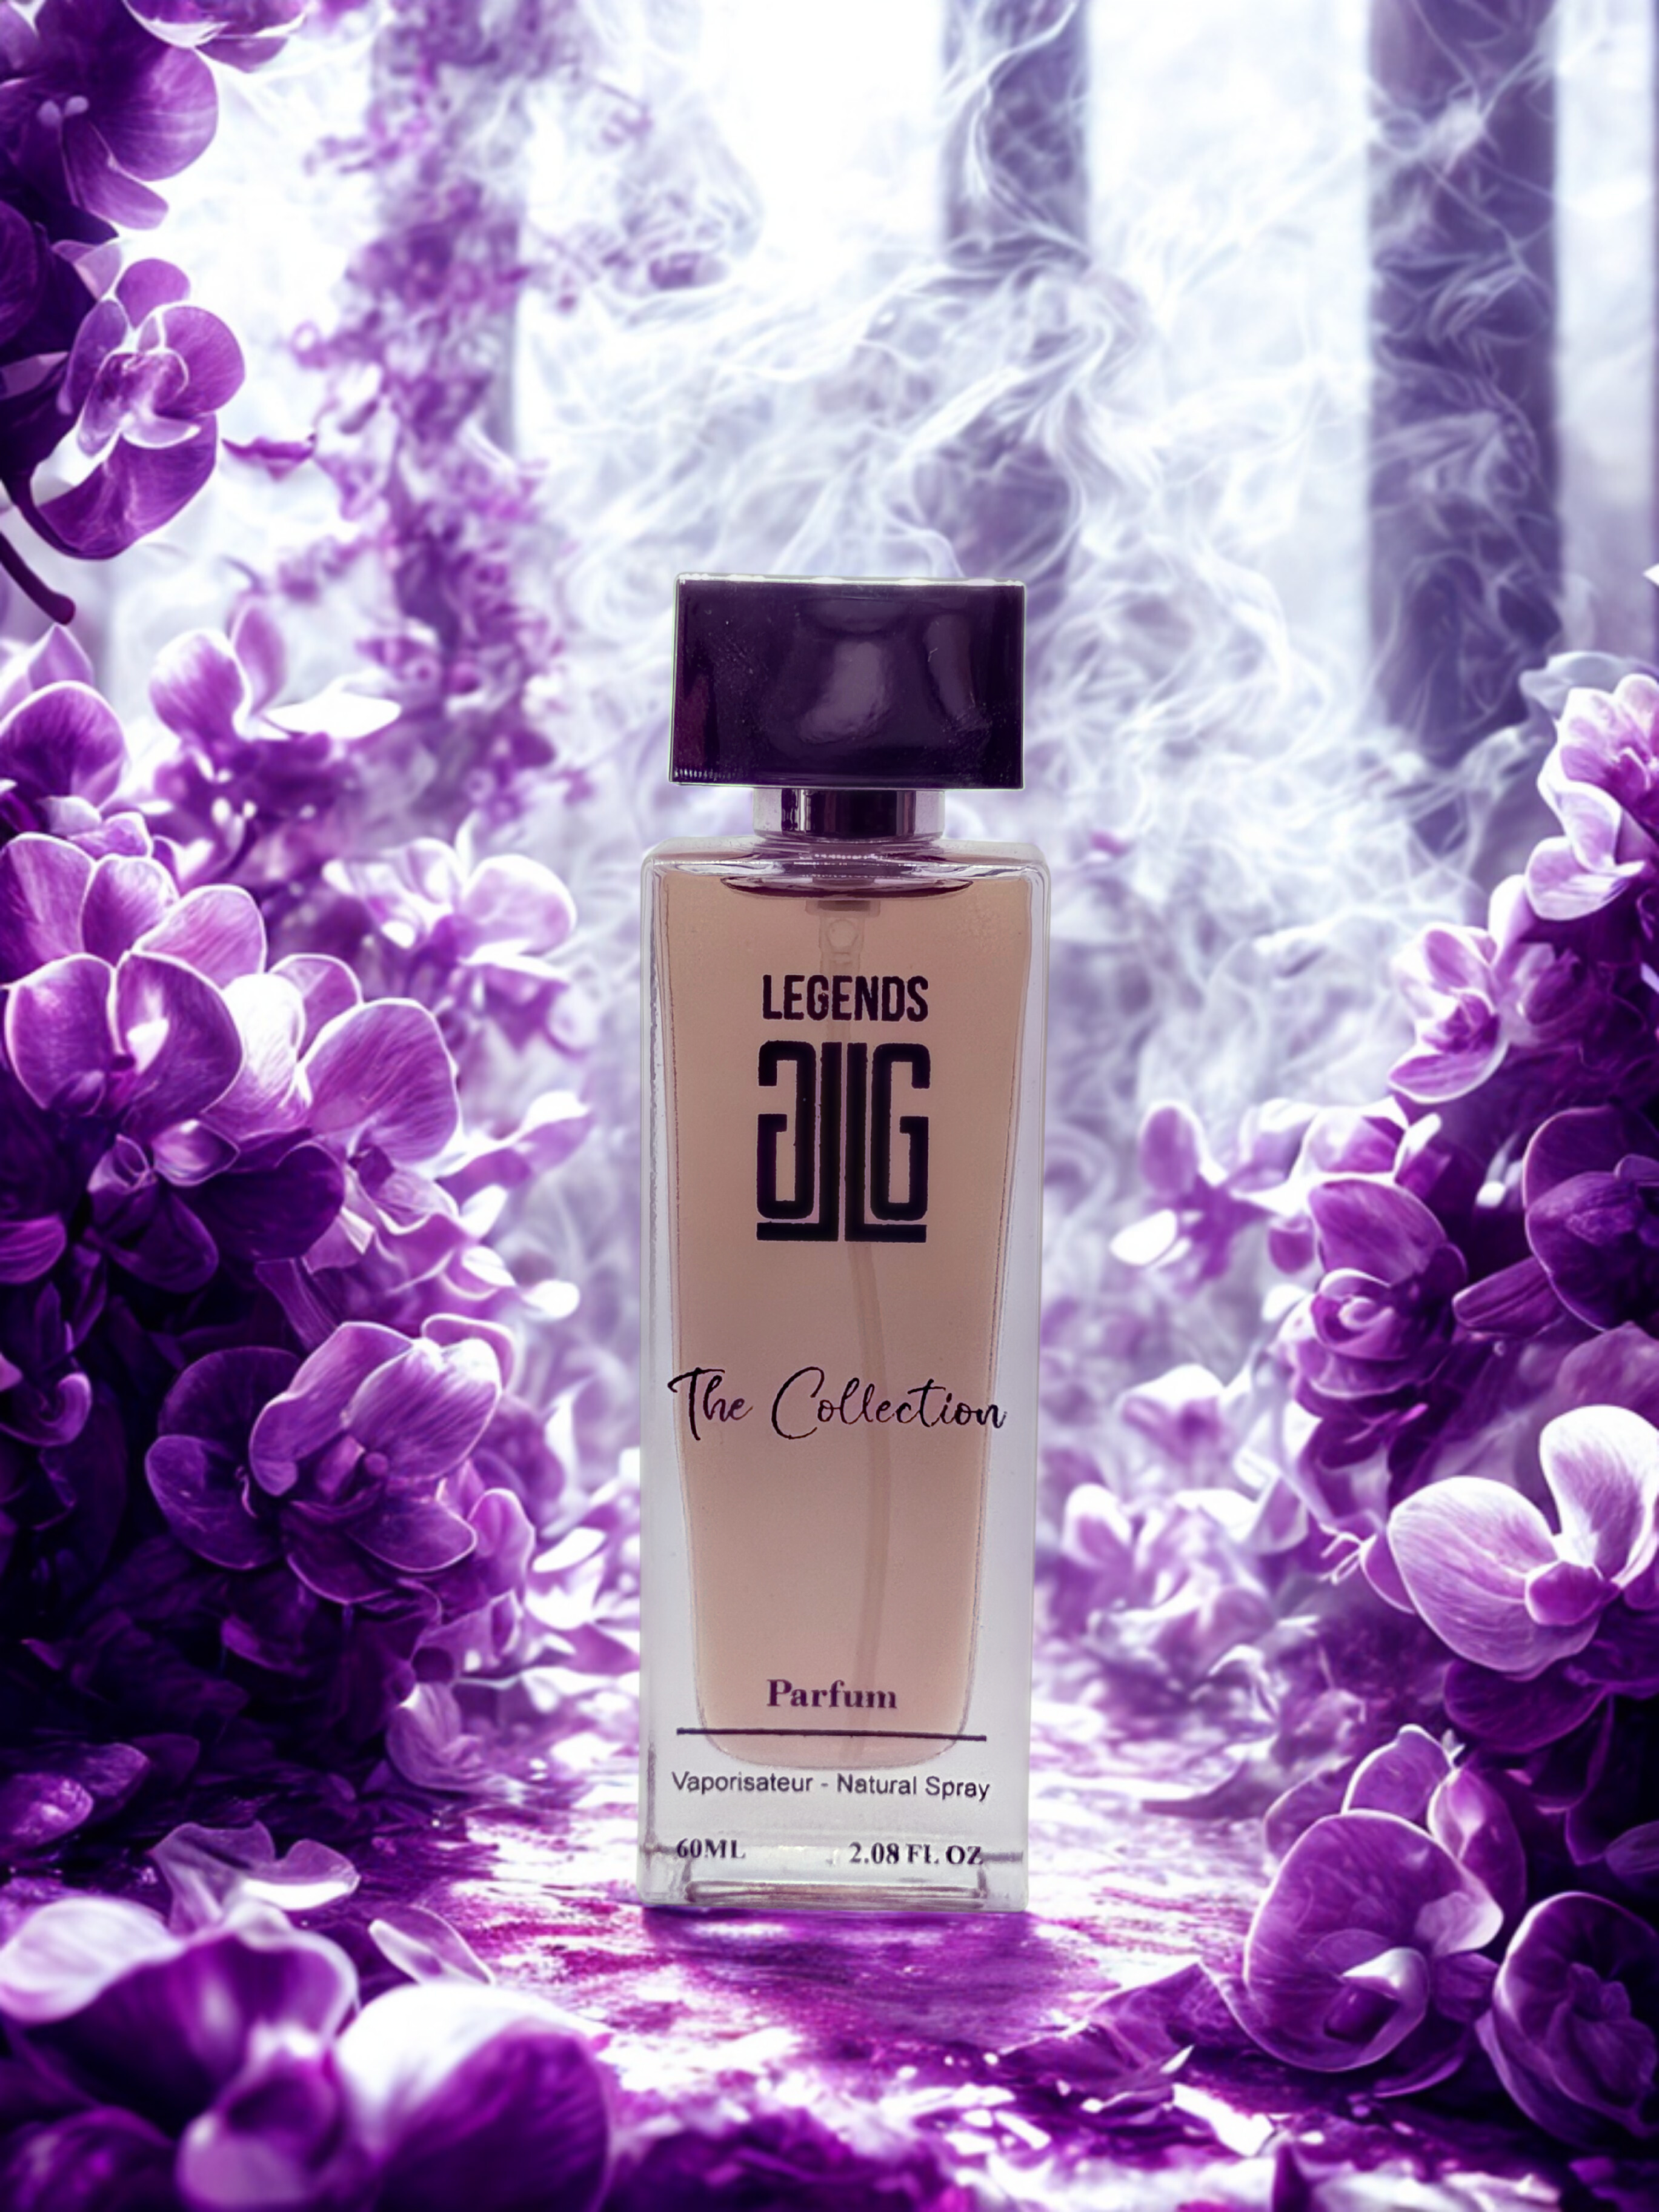 LEGENDS
The Collection
Parfum
Vaporisateur - Natural Spray
60ML 2.08 FL OZ